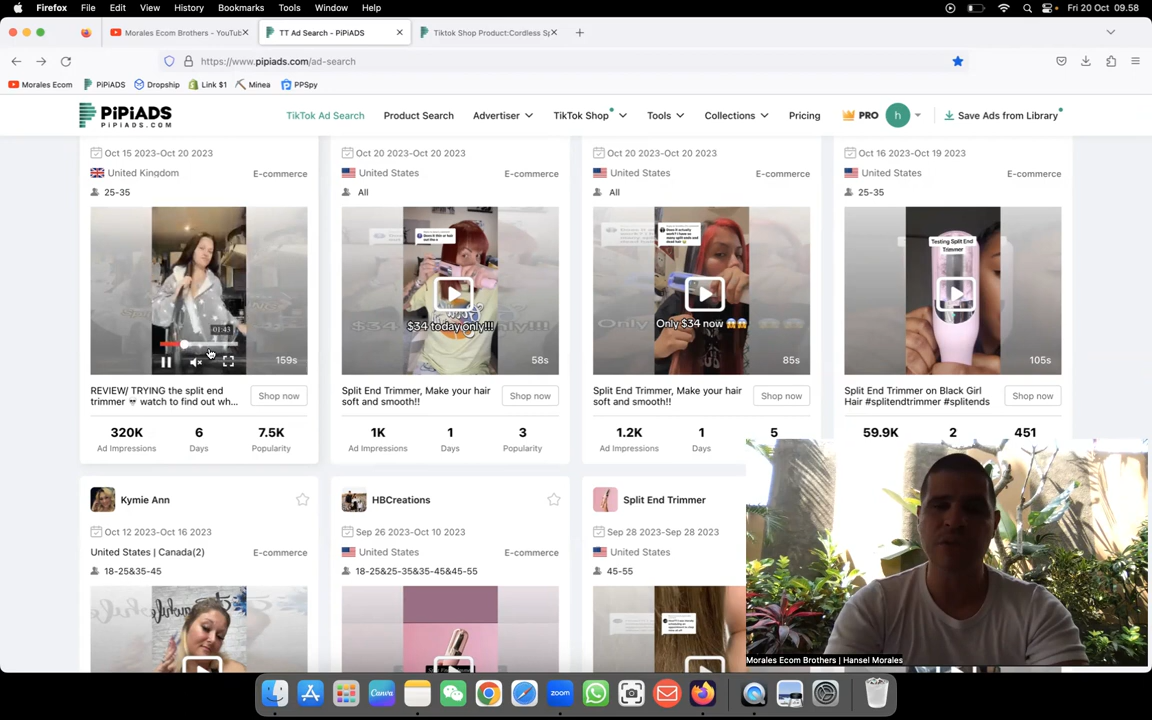 Firefox File Edit View History Bookmarks Tools Window Help Fri 20 Oct 09.58
Morales Ecom Brothers - YouTub TT Ad Search - PiPiADS Tiktok Shop Product:Cordless Sp
https://www.pipiads.com/ad-search
Morales Ecom PiPiADS Dropship Link $1 Minea PPSpy
PiPiADS
PIPIADS.COM
TikTok Ad Search Product Search Advertiser TikTok Shop Tools Collections Pricing PRO h Save Ads from Library
Oct 15 2023-Oct 20 2023 Oct 20 2023-Oct 20 2023 Oct 20 2023-Oct 20 2023 Oct 16 2023-Oct 19 2023
United Kingdom E-commerce United States E-commerce United States E-commerce United States E-commerce
25-35 All All 25-35
Testing Split End
Trimmer
-01:43
$34 today only!!!
Only $34 now 😱😱
159s 58s 85s 105s
REVIEW/ TRYING the split end
trimmer ☠️ watch to find out wh...
Shop now
Split End Trimmer, Make your hair
soft and smooth!!
Shop now
Split End Trimmer, Make your hair
soft and smooth!!
Shop now
Split End Trimmer on Black Girl
Hair #splitendtrimmer #splitends
Shop now
320K 6 7.5K 1K 1 3 1.2K 1 5 59.9K 2 451
Ad Impressions Days Popularity Ad Impressions Days Popularity Ad Impressions Days
Kymie Ann HBCreations Split End Trimmer
Oct 12 2023-Oct 16 2023 Sep 26 2023-Oct 10 2023 Sep 28 2023-Sep 28 2023
United States | Canada(2) E-commerce United States E-commerce United States
18-25&35-45 18-25&25-35&35-45&45-55 45-55
Morales Ecom Brothers | Hansel Morales
Canva
zoom